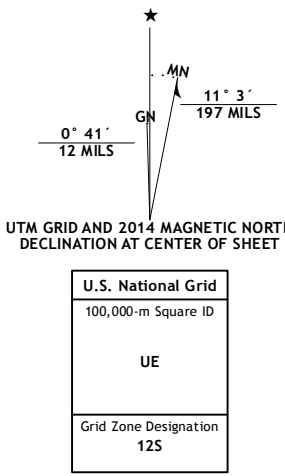 ★
MN
GN
11° 3´
197 MILS
0° 41´
12 MILS
UTM GRID AND 2014 MAGNETIC NORTH
DECLINATION AT CENTER OF SHEET
U.S. National Grid
100,000-m Square ID
UE
Grid Zone Designation
12S